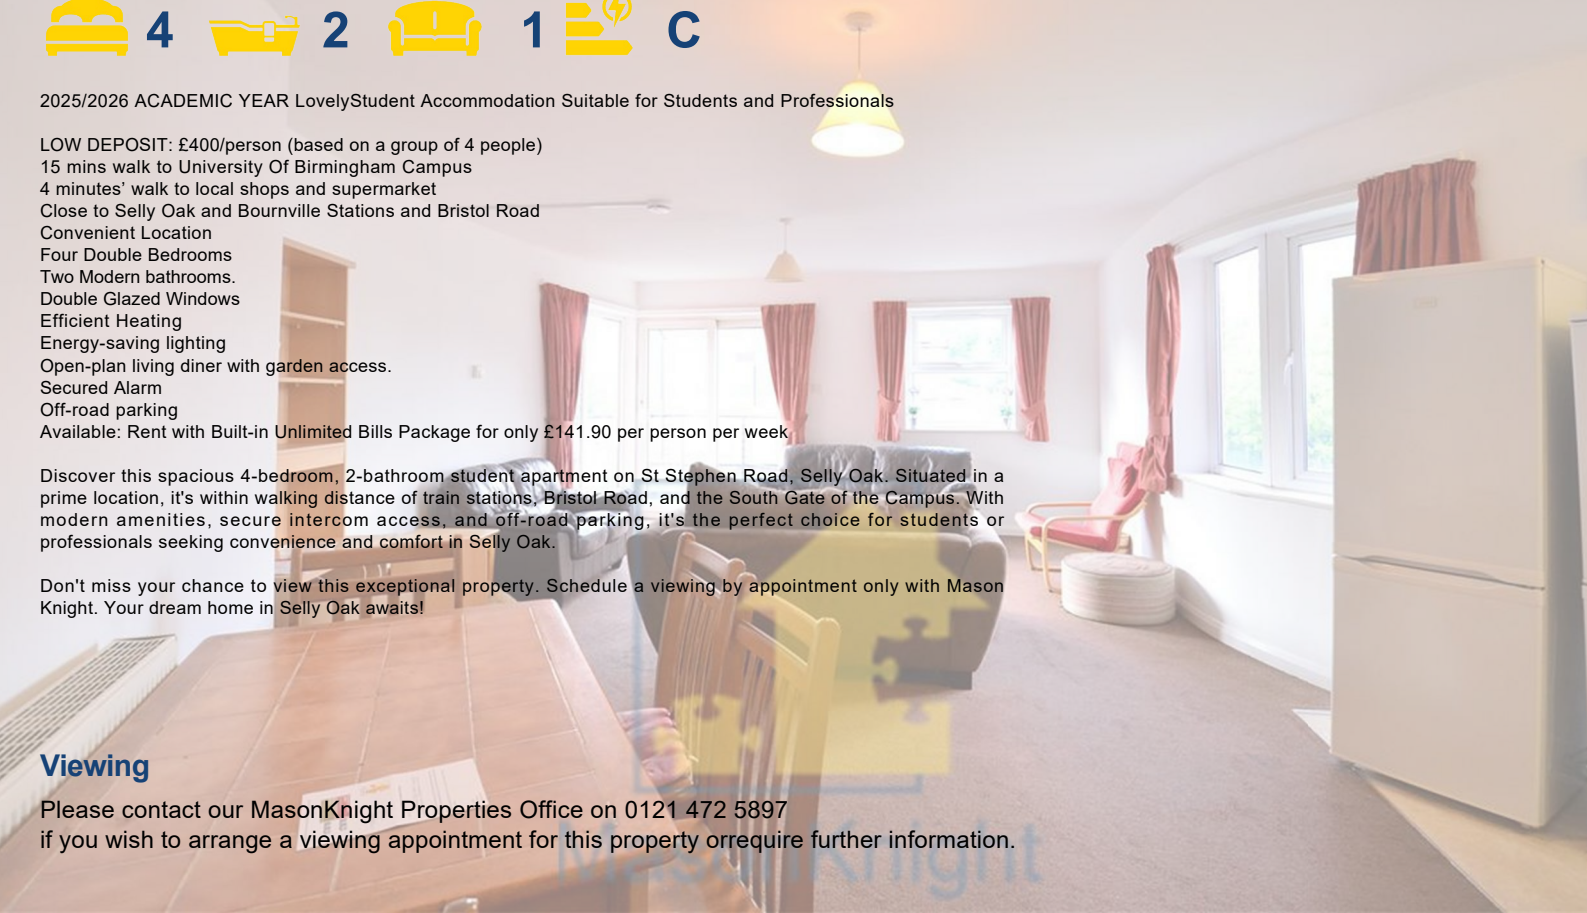 4 2 1 C
2025/2026 ACADEMIC YEAR LovelyStudent Accommodation Suitable for Students and Professionals
LOW DEPOSIT: £400/person (based on a group of 4 people)
15 mins walk to University Of Birmingham Campus
4 minutes’ walk to local shops and supermarket
Close to Selly Oak and Bournville Stations and Bristol Road
Convenient Location
Four Double Bedrooms
Two Modern bathrooms.
Double Glazed Windows
Efficient Heating
Energy-saving lighting
Open-plan living diner with garden access.
Secured Alarm
Off-road parking
Available: Rent with Built-in Unlimited Bills Package for only £141.90 per person per week
Discover this spacious 4-bedroom, 2-bathroom student apartment on St Stephen Road, Selly Oak. Situated in a
prime location, it's within walking distance of train stations, Bristol Road, and the South Gate of the Campus. With
modern amenities, secure intercom access, and off-road parking, it's the perfect choice for students or
professionals seeking convenience and comfort in Selly Oak.
Don't miss your chance to view this exceptional property. Schedule a viewing by appointment only with Mason
Knight. Your dream home in Selly Oak awaits!
Viewing
Please contact our MasonKnight Properties Office on 0121 472 5897
if you wish to arrange a viewing appointment for this property orrequire further information.
MasonKnight